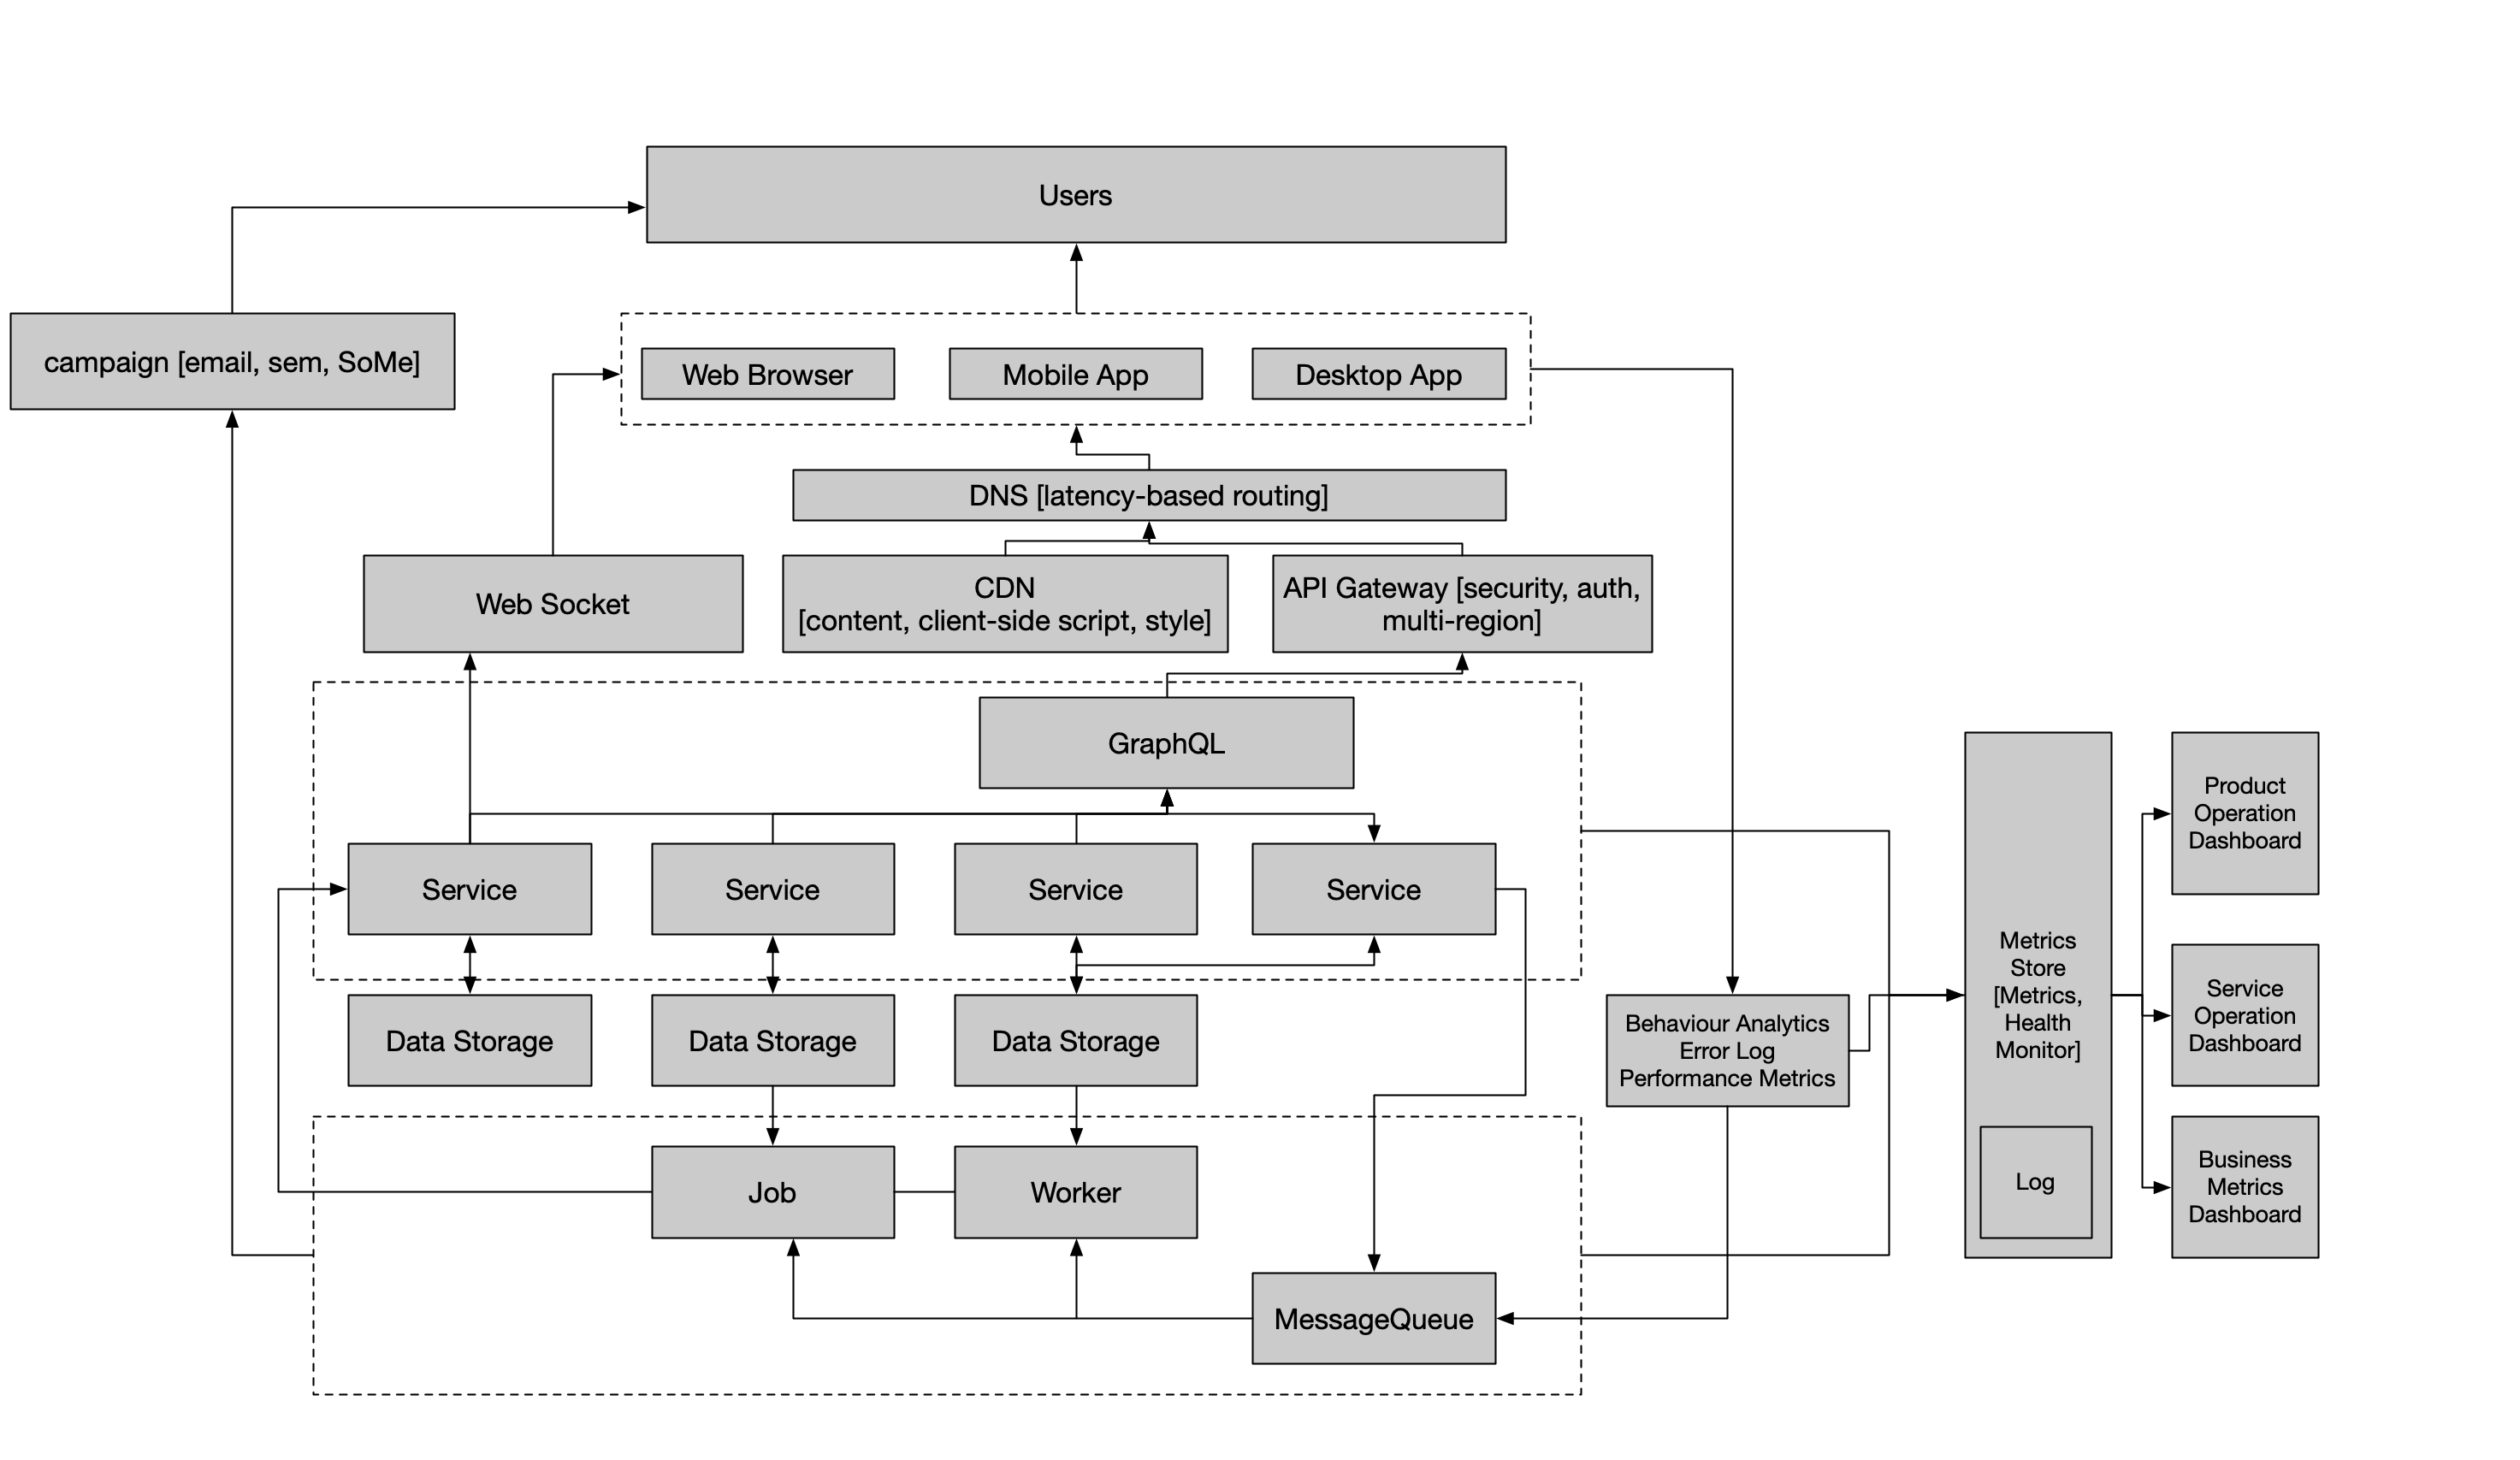 Users
campaign [email, sem, SoMe]
Web Browser
Mobile App
Desktop App
DNS [latency-based routing]
Web Socket
CDN
[content, client-side script, style]
API Gateway [security, auth,
multi-region]
GraphQL
Service
Service
Service
Service
Data Storage
Data Storage
Data Storage
Job
Worker
MessageQueue
Behaviour Analytics
Error Log
Performance Metrics
Metrics
Store
[Metrics,
Health
Monitor]
Log
Product
Operation
Dashboard
Service
Operation
Dashboard
Business
Metrics
Dashboard